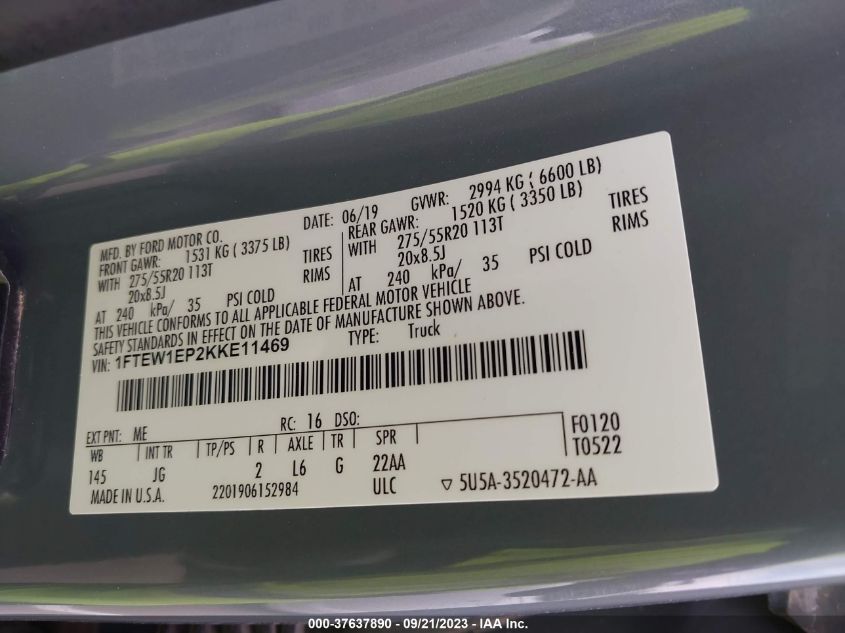 MFD. BY FORD MOTOR CO.
DATE: 06/19 GVWR: 2994 KG ( 6600 LB)
FRONT GAWR: 1531 KG ( 3375 LB)
WITH 275/55R20 113T TIRES
20x8.5J RIMS
AT 240 kPa/ 35 PSI COLD
REAR GAWR: 1520 KG ( 3350 LB)
WITH 275/55R20 113T TIRES
20x8.5J RIMS
AT 240 kPa/ 35 PSI COLD
THIS VEHICLE CONFORMS TO ALL APPLICABLE FEDERAL MOTOR VEHICLE
SAFETY STANDARDS IN EFFECT ON THE DATE OF MANUFACTURE SHOWN ABOVE.
VIN: 1FTEW1EP2KKE11469 TYPE: Truck
EXT PNT: ME RC: 16 DSO: F0120
WB INT TR TP/PS R AXLE TR SPR T0522
145 JG 2 L6 G 22AA
MADE IN U.S.A. 2201906152984 ULC ▽ 5U5A-3520472-AA
000-37637890 - 09/21/2023 - IAA Inc.